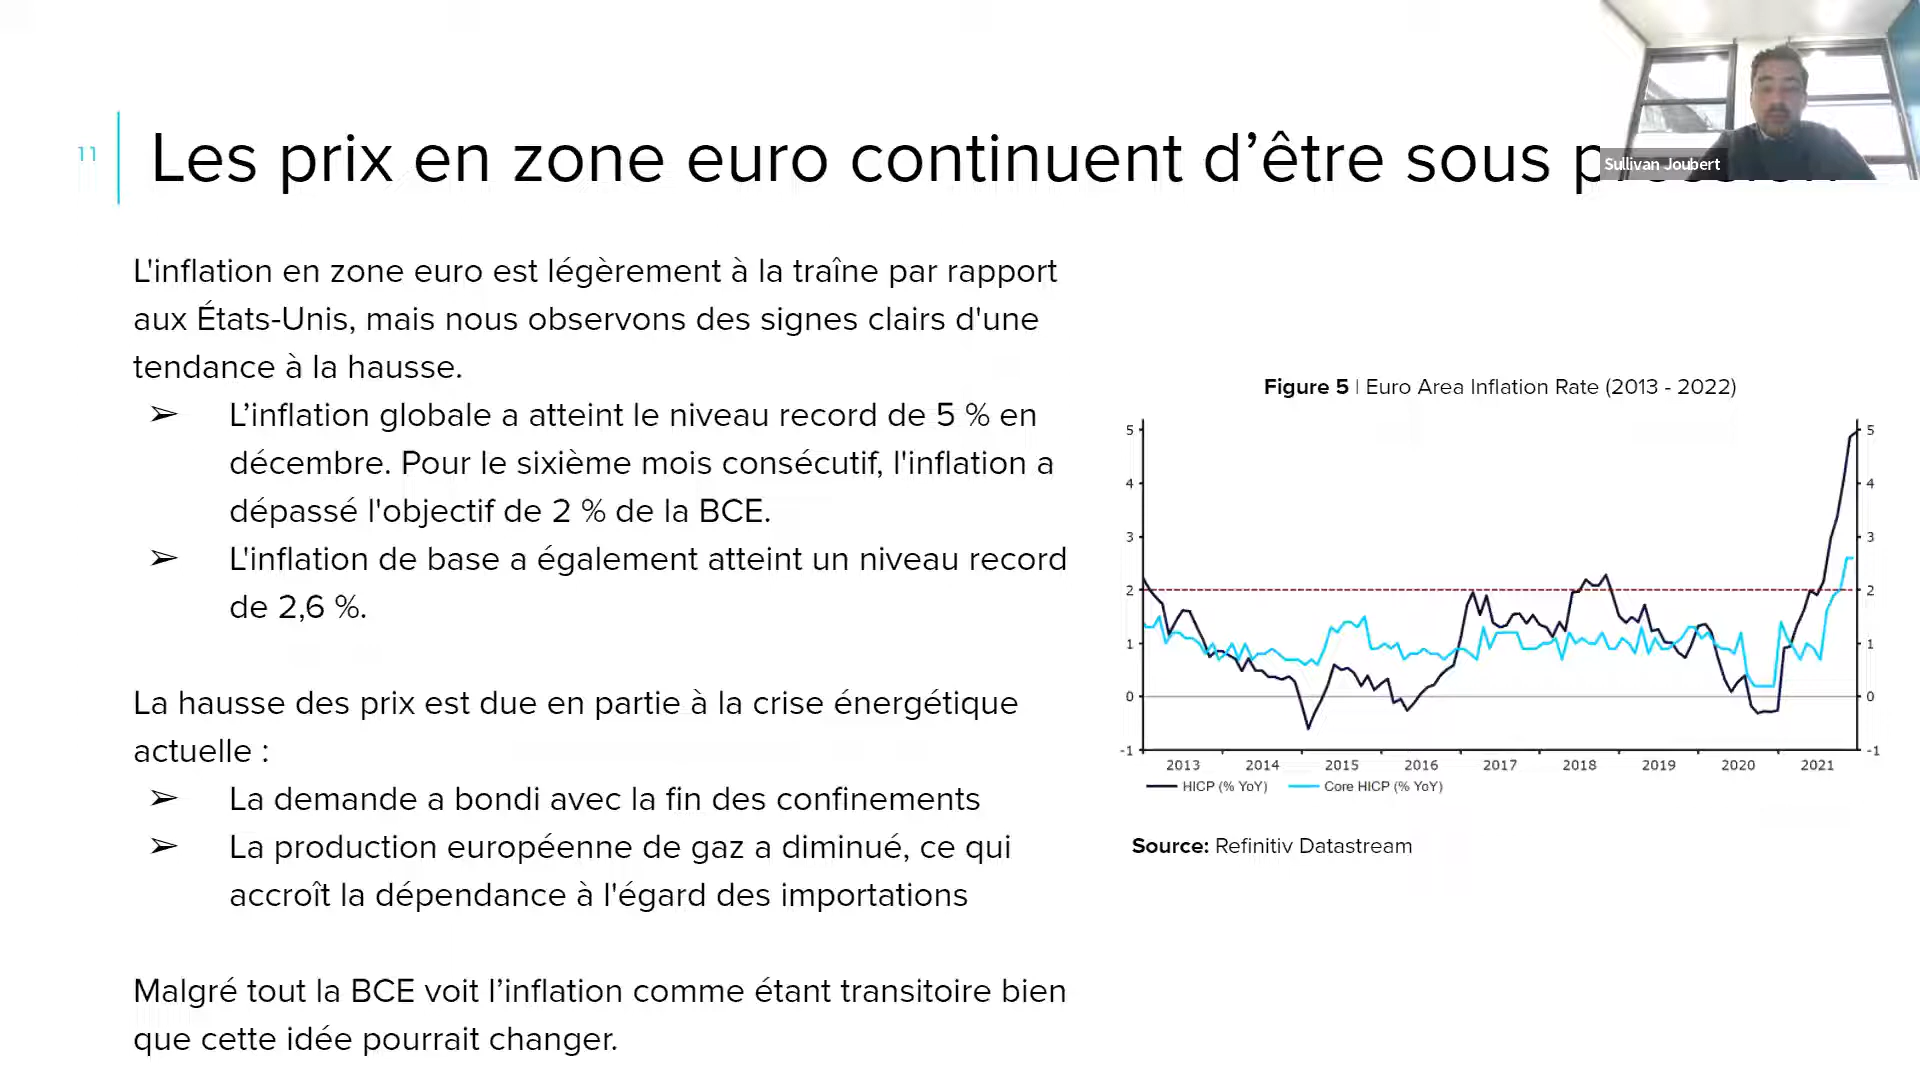 11
Les prix en zone euro continuent d’être sous
Sullivan Joubert
L'inflation en zone euro est légèrement à la traîne par rapport
aux États-Unis, mais nous observons des signes clairs d'une
tendance à la hausse.
➢ L’inflation globale a atteint le niveau record de 5 % en
décembre. Pour le sixième mois consécutif, l'inflation a
dépassé l'objectif de 2 % de la BCE.
➢ L'inflation de base a également atteint un niveau record
de 2,6 %.
La hausse des prix est due en partie à la crise énergétique
actuelle :
➢ La demande a bondi avec la fin des confinements
➢ La production européenne de gaz a diminué, ce qui
accroît la dépendance à l'égard des importations
Malgré tout la BCE voit l’inflation comme étant transitoire bien
que cette idée pourrait changer.
Figure 5 | Euro Area Inflation Rate (2013 - 2022)
5 5
4 4
3 3
2 2
1 1
0 0
-1 -1
2013 2014 2015 2016 2017 2018 2019 2020 2021
HICP (% YoY) Core HICP (% YoY)
Source: Refinitiv Datastream